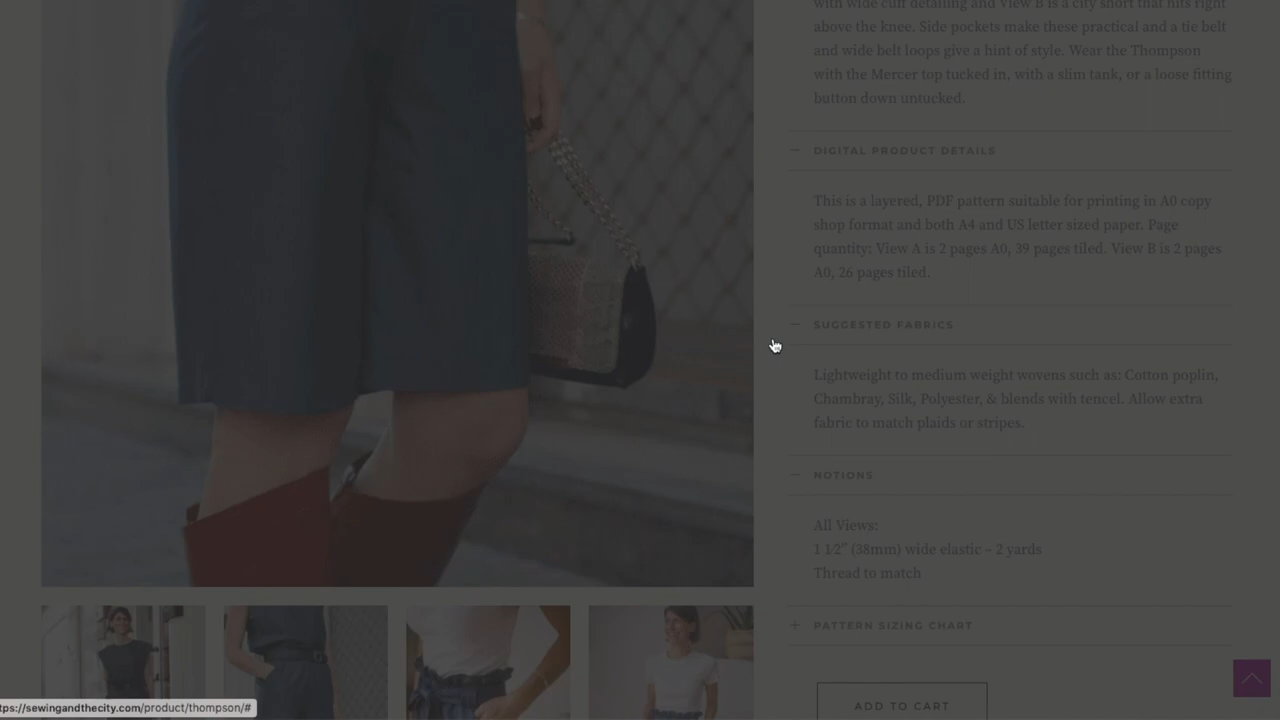 with wide cuff detailing and View B is a city short that hits right
above the knee. Side pockets make these practical and a tie belt
and wide belt loops give a hint of style. Wear the Thompson
with the Mercer top tucked in, with a slim tank, or a loose fitting
button down untucked.
— DIGITAL PRODUCT DETAILS
This is a layered, PDF pattern suitable for printing in A0 copy
shop format and both A4 and US letter sized paper. Page
quantity: View A is 2 pages A0, 39 pages tiled. View B is 2 pages
A0, 26 pages tiled.
— SUGGESTED FABRICS
Lightweight to medium weight wovens such as: Cotton poplin,
Chambray, Silk, Polyester, & blends with tencel. Allow extra
fabric to match plaids or stripes.
— NOTIONS
All Views:
1 1/2″ (38mm) wide elastic – 2 yards
Thread to match
+ PATTERN SIZING CHART
ADD TO CART
tps://sewingandthecity.com/product/thompson/#